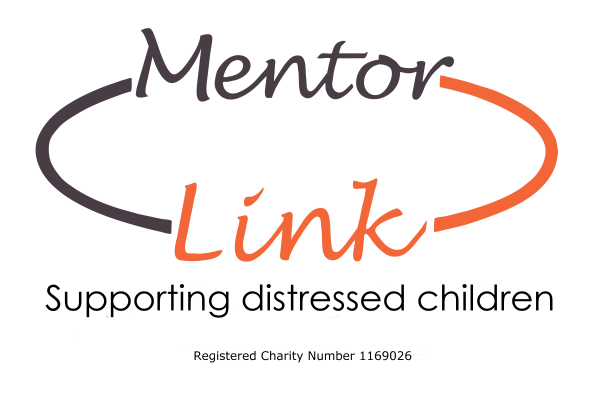 Mentor
Link
Supporting distressed children
Registered Charity Number 1169026